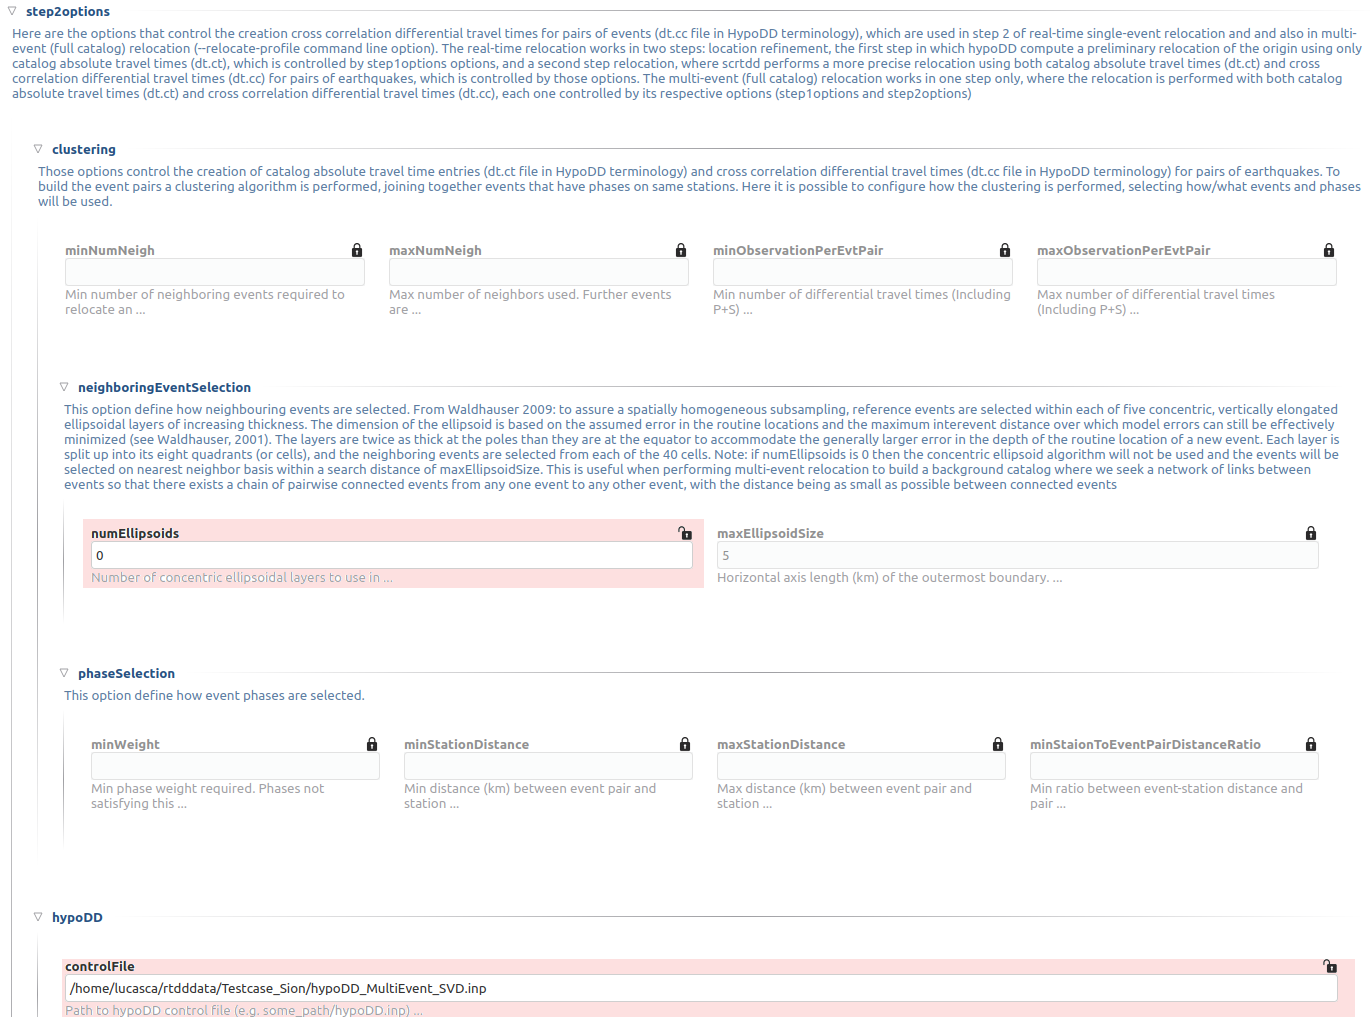 step2options
Here are the options that control the creation cross correlation differential travel times for pairs of events (dt.cc file in HypoDD terminology), which are used in step 2 of real-time single-event relocation and and also in multi-
event (full catalog) relocation (--relocate-profile command line option). The real-time relocation works in two steps: location refinement, the first step in which hypoDD compute a preliminary relocation of the origin using only
catalog absolute travel times (dt.ct), which is controlled by step1options options, and a second step relocation, where scrtdd performs a more precise relocation using both catalog absolute travel times (dt.ct) and cross
correlation differential travel times (dt.cc) for pairs of earthquakes, which is controlled by those options. The multi-event (full catalog) relocation works in one step only, where the relocation is performed with both catalog
absolute travel times (dt.ct) and cross correlation differential travel times (dt.cc), each one controlled by its respective options (step1options and step2options)
clustering
Those options control the creation of catalog absolute travel time entries (dt.ct file in HypoDD terminology) and cross correlation differential travel times (dt.cc file in HypoDD terminology) for pairs of earthquakes. To
build the event pairs a clustering algorithm is performed, joining together events that have phases on same stations. Here it is possible to configure how the clustering is performed, selecting how/what events and phases
will be used.
minNumNeigh maxNumNeigh minObservationPerEvtPair maxObservationPerEvtPair
Min number of neighboring events required to Max number of neighbors used. Further events Min number of differential travel times (Including Max number of differential travel times
relocate an ... are ... P+S) ... (Including P+S) ...
neighboringEventSelection
This option define how neighbouring events are selected. From Waldhauser 2009: to assure a spatially homogeneous subsampling, reference events are selected within each of five concentric, vertically elongated
ellipsoidal layers of increasing thickness. The dimension of the ellipsoid is based on the assumed error in the routine locations and the maximum interevent distance over which model errors can still be effectively
minimized (see Waldhauser, 2001). The layers are twice as thick at the poles than they are at the equator to accommodate the generally larger error in the depth of the routine location of a new event. Each layer is
split up into its eight quadrants (or cells), and the neighboring events are selected from each of the 40 cells. Note: if numEllipsoids is 0 then the concentric ellipsoid algorithm will not be used and the events will be
selected on nearest neighbor basis within a search distance of maxEllipsoidSize. This is useful when performing multi-event relocation to build a background catalog where we seek a network of links between
events so that there exists a chain of pairwise connected events from any one event to any other event, with the distance being as small as possible between connected events
numEllipsoids maxEllipsoidSize
0 5
Number of concentric ellipsoidal layers to use in ... Horizontal axis length (km) of the outermost boundary. ...
phaseSelection
This option define how event phases are selected.
minWeight minStationDistance maxStationDistance minStaionToEventPairDistanceRatio
Min phase weight required. Phases not Min distance (km) between event pair and Max distance (km) between event pair and Min ratio between event-station distance and
satisfying this ... station ... station ... pair ...
hypoDD
controlFile
/home/lucasca/rtdddata/Testcase_Sion/hypoDD_MultiEvent_SVD.inp
Path to hypoDD control file (e.g. some_path/hypoDD.inp) ...